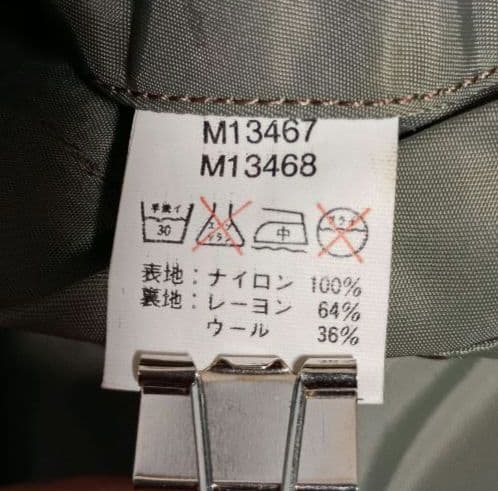 M13467
M13468
手洗イ 30 エンソ サラシ 中 ドライ
表地：ナイロン 100%
裏地：レーヨン 64%
ウール 36%